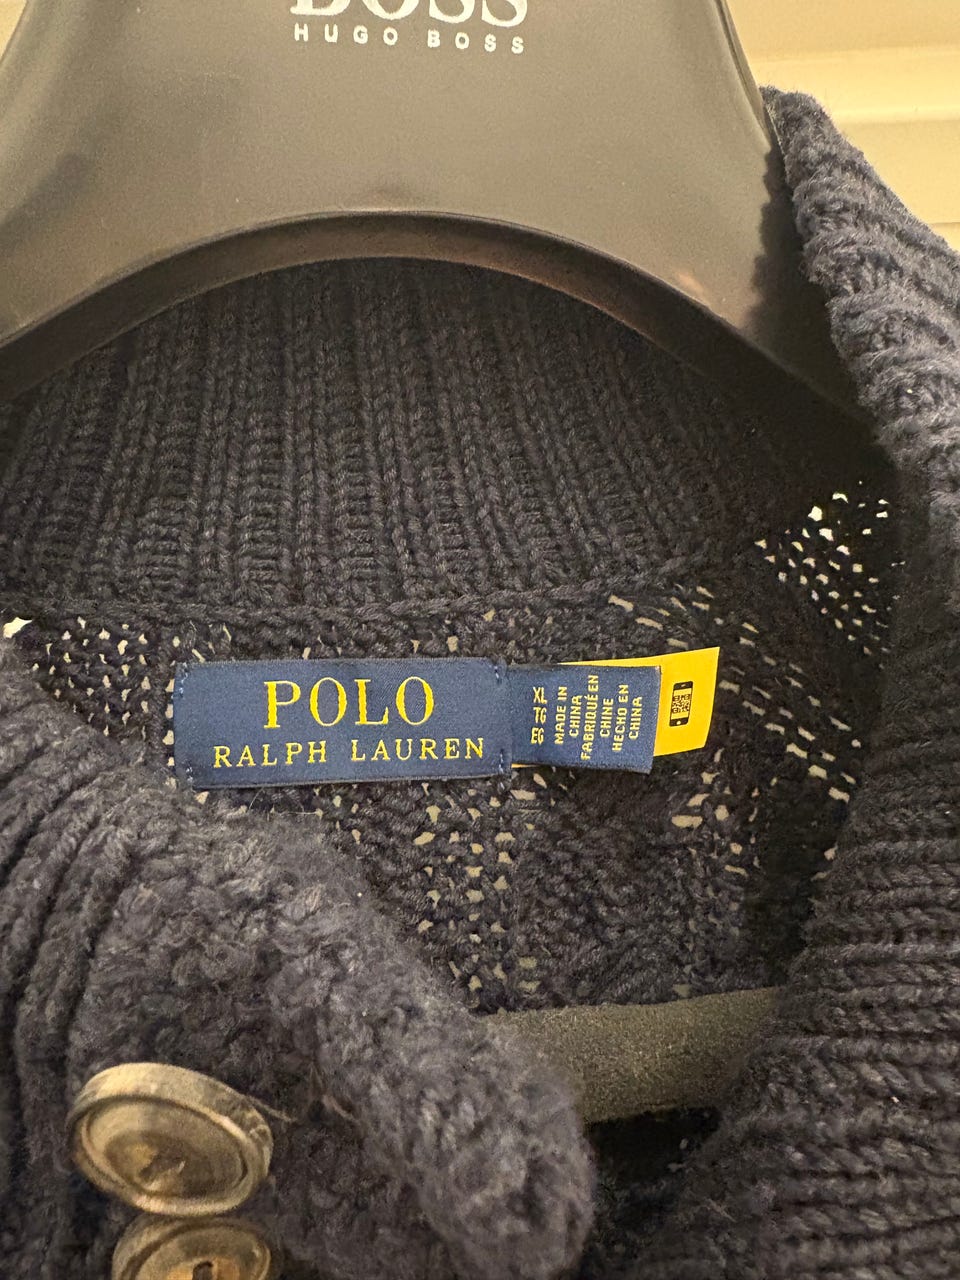 BOSS
HUGO BOSS
POLO
RALPH LAUREN
XL
TG
EG
MADE IN
CHINA
FABRIQUÉ EN
CHINE
HECHO EN
CHINA